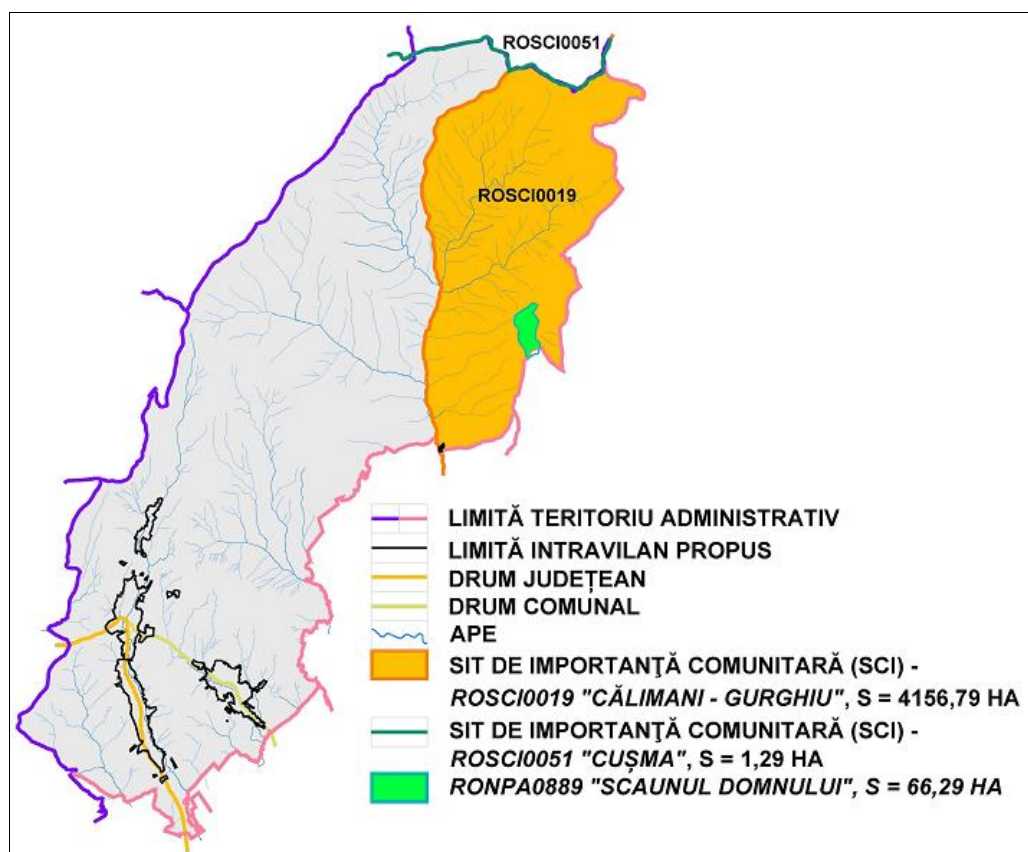 ROSCI0051
ROSCI0019
LIMITĂ TERITORIU ADMINISTRATIV
LIMITĂ INTRAVILAN PROPUS
DRUM JUDEȚEAN
DRUM COMUNAL
APE
SIT DE IMPORTANŢĂ COMUNITARĂ (SCI) -
ROSCI0019 "CĂLIMANI - GURGHIU", S = 4156,79 HA
SIT DE IMPORTANŢĂ COMUNITARĂ (SCI) -
ROSCI0051 "CUȘMA", S = 1,29 HA
RONPA0889 "SCAUNUL DOMNULUI", S = 66,29 HA